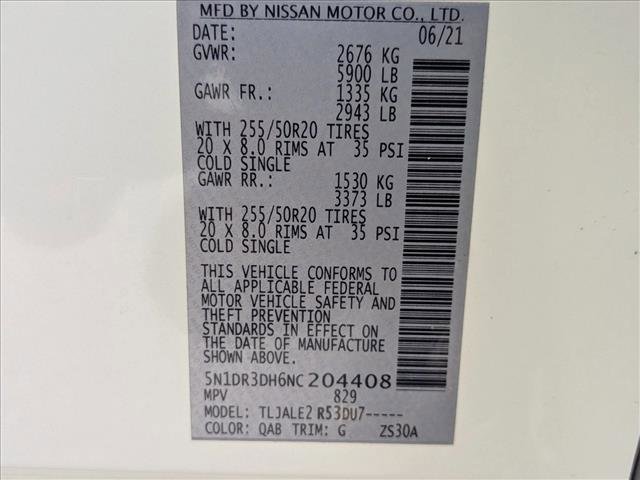 MFD BY NISSAN MOTOR CO., LTD.
DATE: 06/21
GVWR: 2676 KG
5900 LB
GAWR FR.: 1335 KG
2943 LB
WITH 255/50R20 TIRES
20 X 8.0 RIMS AT 35 PSI
COLD SINGLE
GAWR RR.: 1530 KG
3373 LB
WITH 255/50R20 TIRES
20 X 8.0 RIMS AT 35 PSI
COLD SINGLE
THIS VEHICLE CONFORMS TO
ALL APPLICABLE FEDERAL
MOTOR VEHICLE SAFETY AND
THEFT PREVENTION
STANDARDS IN EFFECT ON
THE DATE OF MANUFACTURE
SHOWN ABOVE.
5N1DR3DH6NC204408
MPV 829
MODEL: TLJALE2 R53DU7-----
COLOR: QAB TRIM: G ZS30A